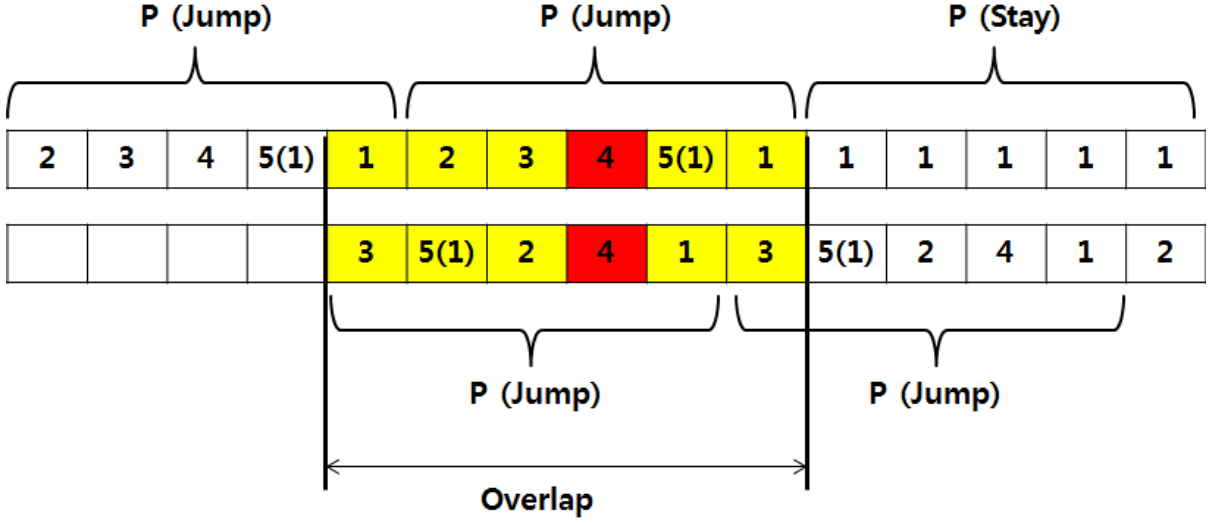 P (Jump) P (Jump) P (Stay)
2 3 4 5(1) 1 2 3 4 5(1) 1 1 1 1 1 1
3 5(1) 2 4 1 3 5(1) 2 4 1 2
P (Jump) P (Jump)
Overlap